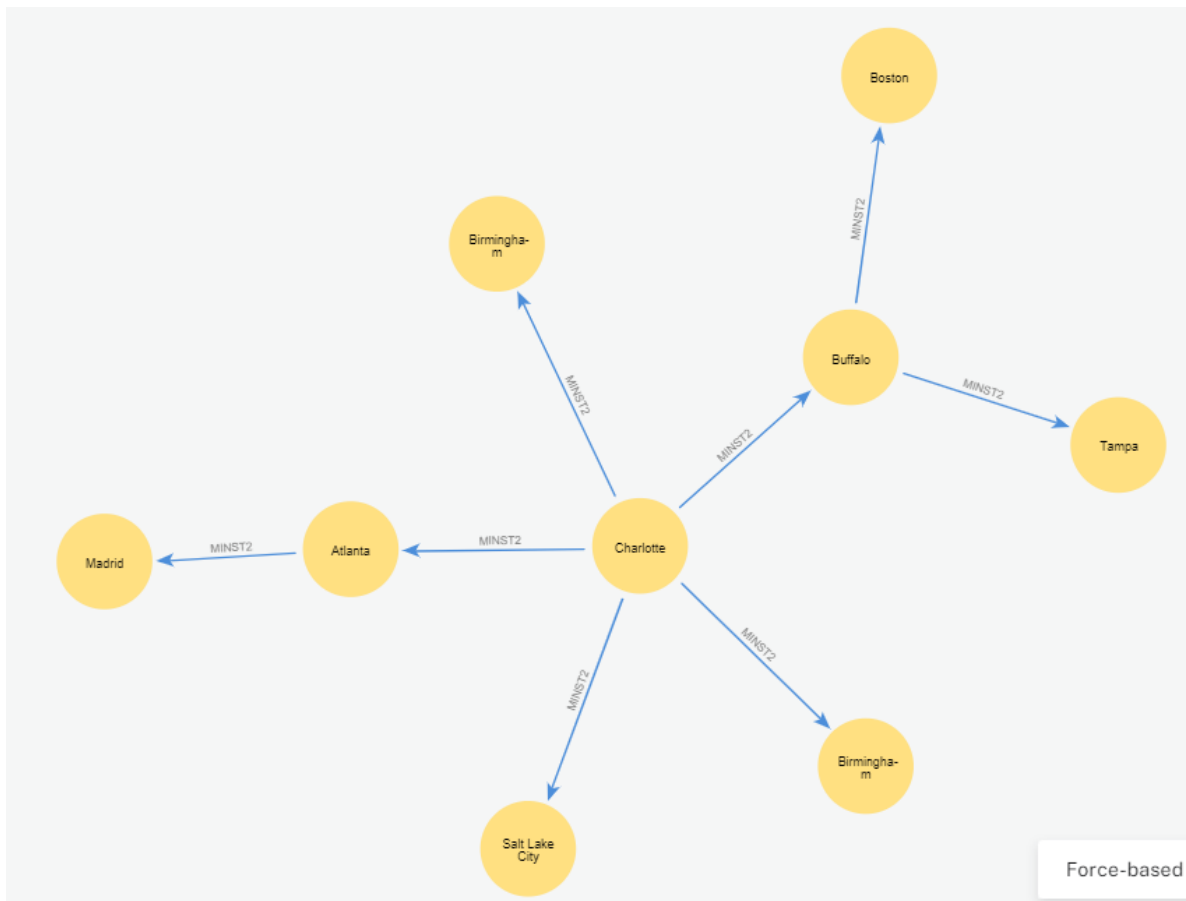 Boston
MINST2
Birmingha-
m
Buffalo
MINST2
MINST2
MINST2
Tampa
Madrid
MINST2
Atlanta
MINST2
Charlotte
MINST2
MINST2
Birmingha-
m
Salt Lake
City
Force-based